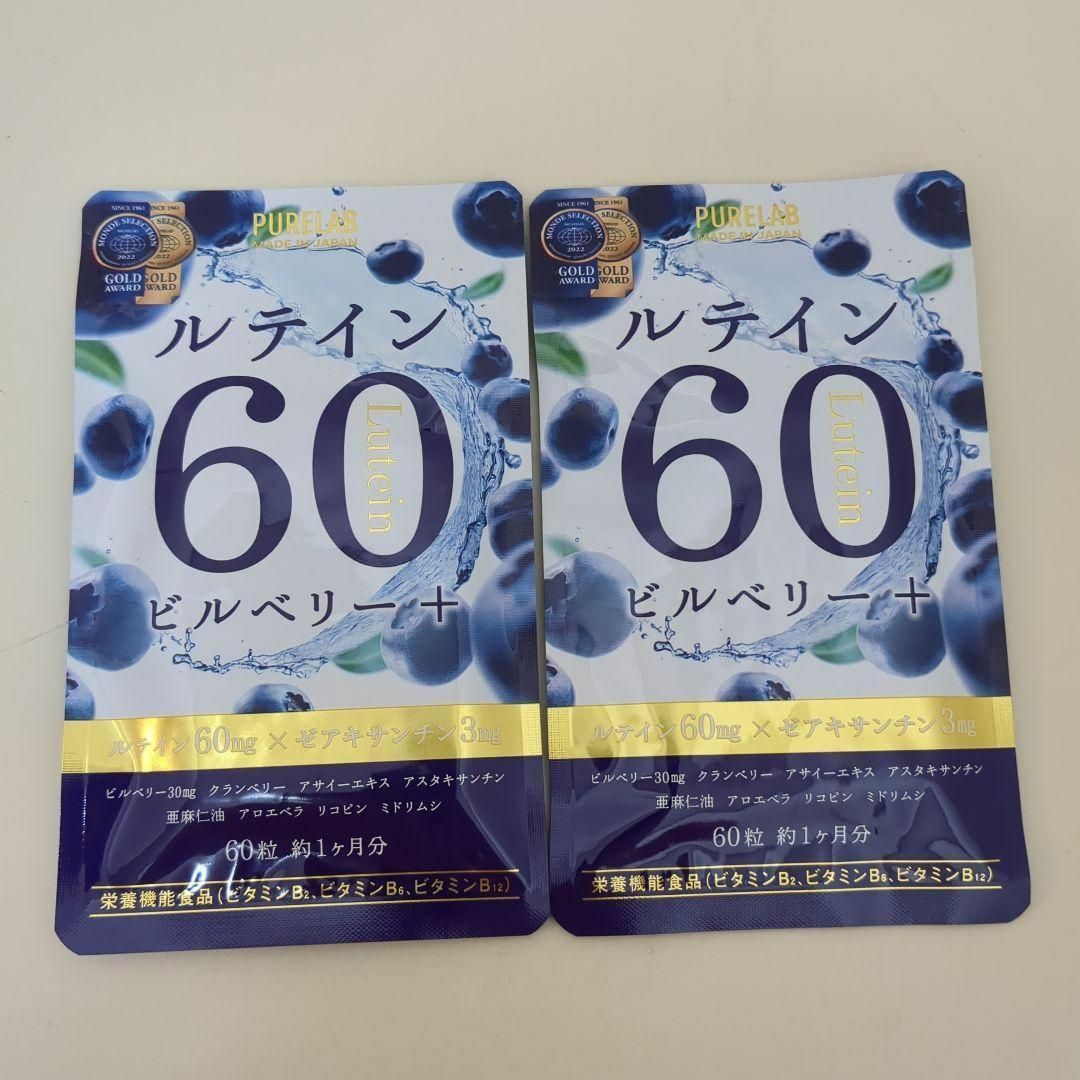 SINCE 1961
MONDE SELECTION
BRUXELLES
2022
GOLD
AWARD
PURELAB
MADE IN JAPAN
ルテイン
60
Lutein
ビルベリー+
ルテイン60mg×ゼアキサンチン3mg
ビルベリー30mg クランベリー アサイーエキス アスタキサンチン
亜麻仁油 アロエベラ リコピン ミドリムシ
60粒 約1ヶ月分
栄養機能食品(ビタミンB2、ビタミンB6、ビタミンB12)
SINCE 1961
MONDE SELECTION
2022
GOLD
AWARD
PURELAB
MADE IN JAPAN
ルテイン
60
Lutein
ビルベリー+
ルテイン60mg×ゼアキサンチン3mg
ビルベリー30mg クランベリー アサイーエキス アスタキサンチン
亜麻仁油 アロエベラ リコピン ミドリムシ
60粒 約1ヶ月分
栄養機能食品(ビタミンB2、ビタミンB6、ビタミンB12)